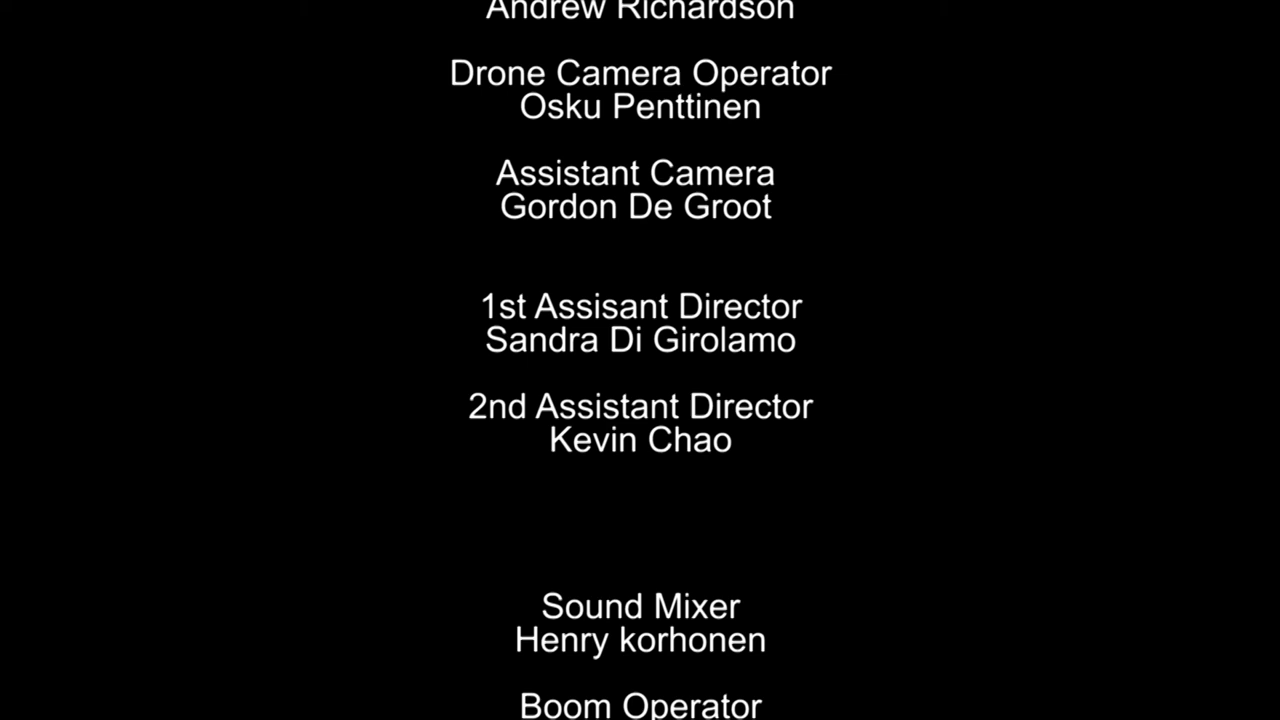 Andrew Richardson
Drone Camera Operator
Osku Penttinen
Assistant Camera
Gordon De Groot
1st Assisant Director
Sandra Di Girolamo
2nd Assistant Director
Kevin Chao
Sound Mixer
Henry korhonen
Boom Operator